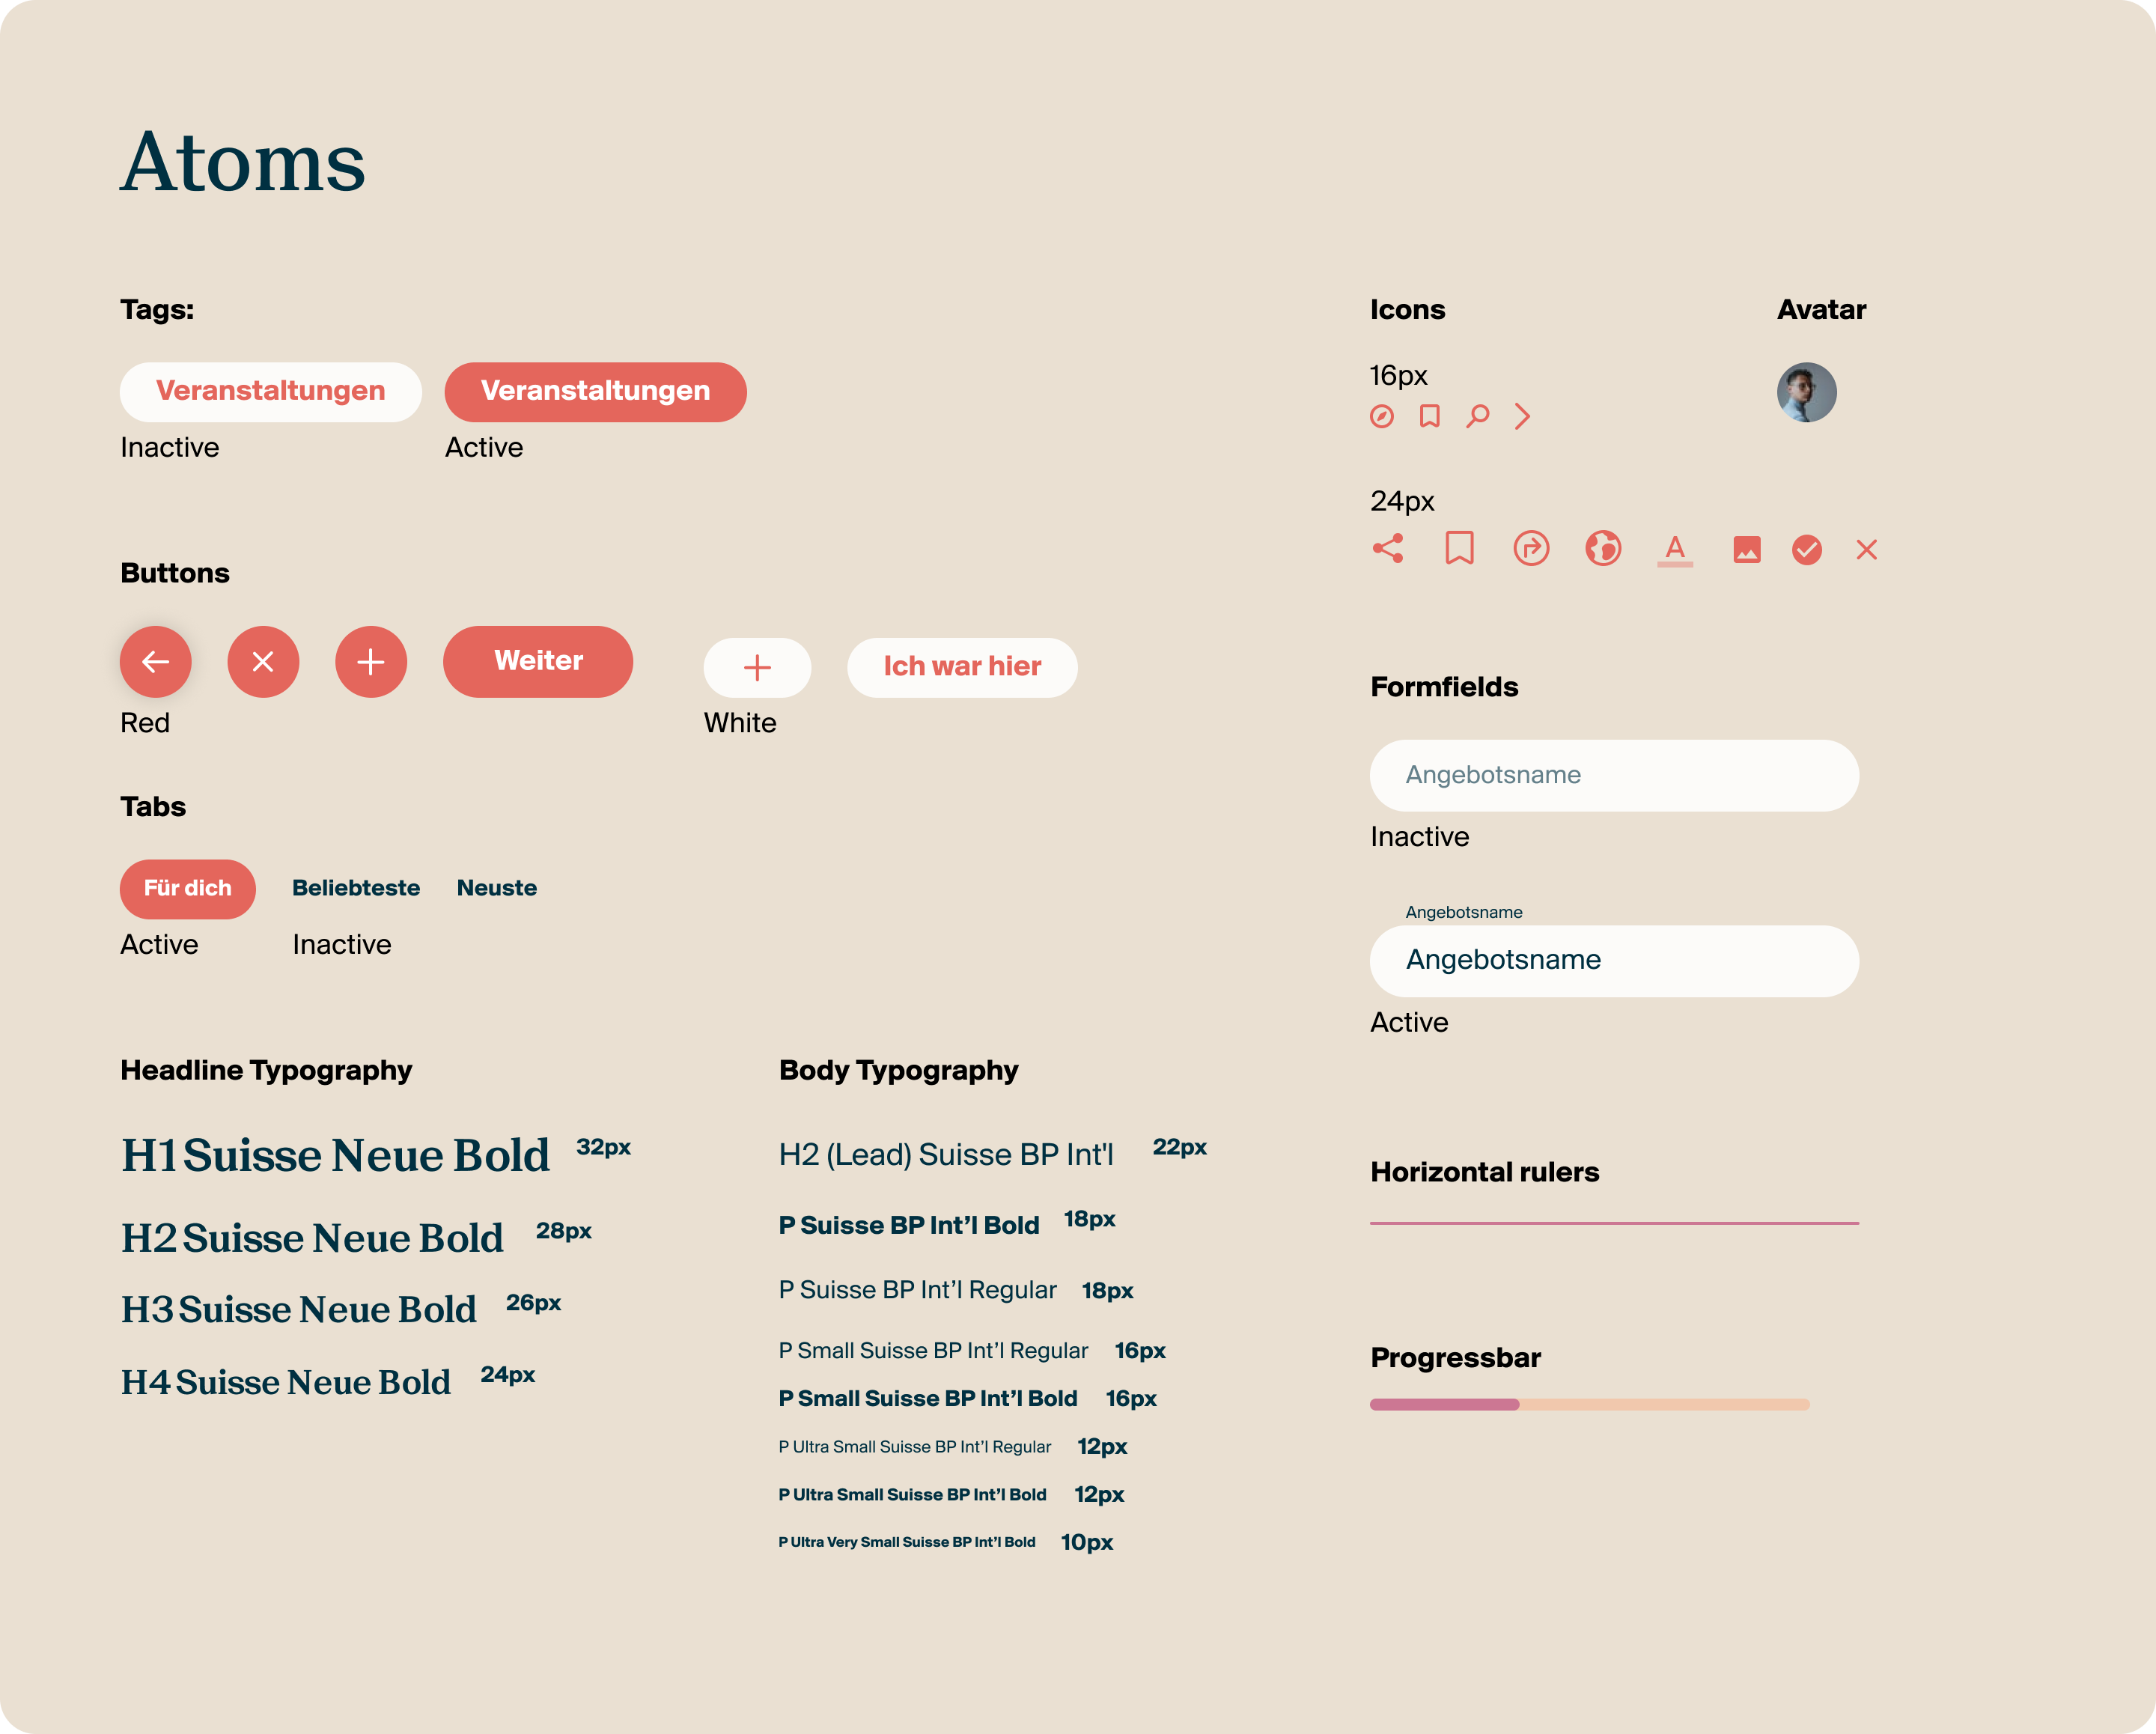 Atoms
Tags:
Veranstaltungen
Veranstaltungen
Inactive
Active
Buttons
Weiter
Ich war hier
Red
White
Tabs
Für dich
Beliebteste
Neuste
Active
Inactive
Headline Typography
H1 Suisse Neue Bold 32px
H2 Suisse Neue Bold 28px
H3 Suisse Neue Bold 26px
H4 Suisse Neue Bold 24px
Body Typography
H2 (Lead) Suisse BP Int'l 22px
P Suisse BP Int’l Bold 18px
P Suisse BP Int’l Regular 18px
P Small Suisse BP Int’l Regular 16px
P Small Suisse BP Int’l Bold 16px
P Ultra Small Suisse BP Int’l Regular 12px
P Ultra Small Suisse BP Int’l Bold 12px
P Ultra Very Small Suisse BP Int’l Bold 10px
Icons
16px
24px
A
Avatar
Formfields
Angebotsname
Inactive
Angebotsname
Angebotsname
Active
Horizontal rulers
Progressbar